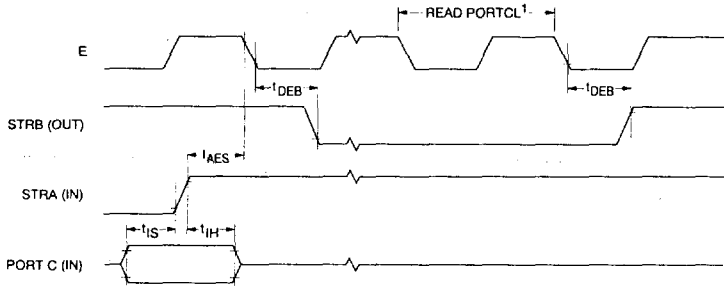 READ PORTCL¹
E
tDEB
tDEB
STRB (OUT)
tAES
STRA (IN)
tIS
tIH
PORT C (IN)